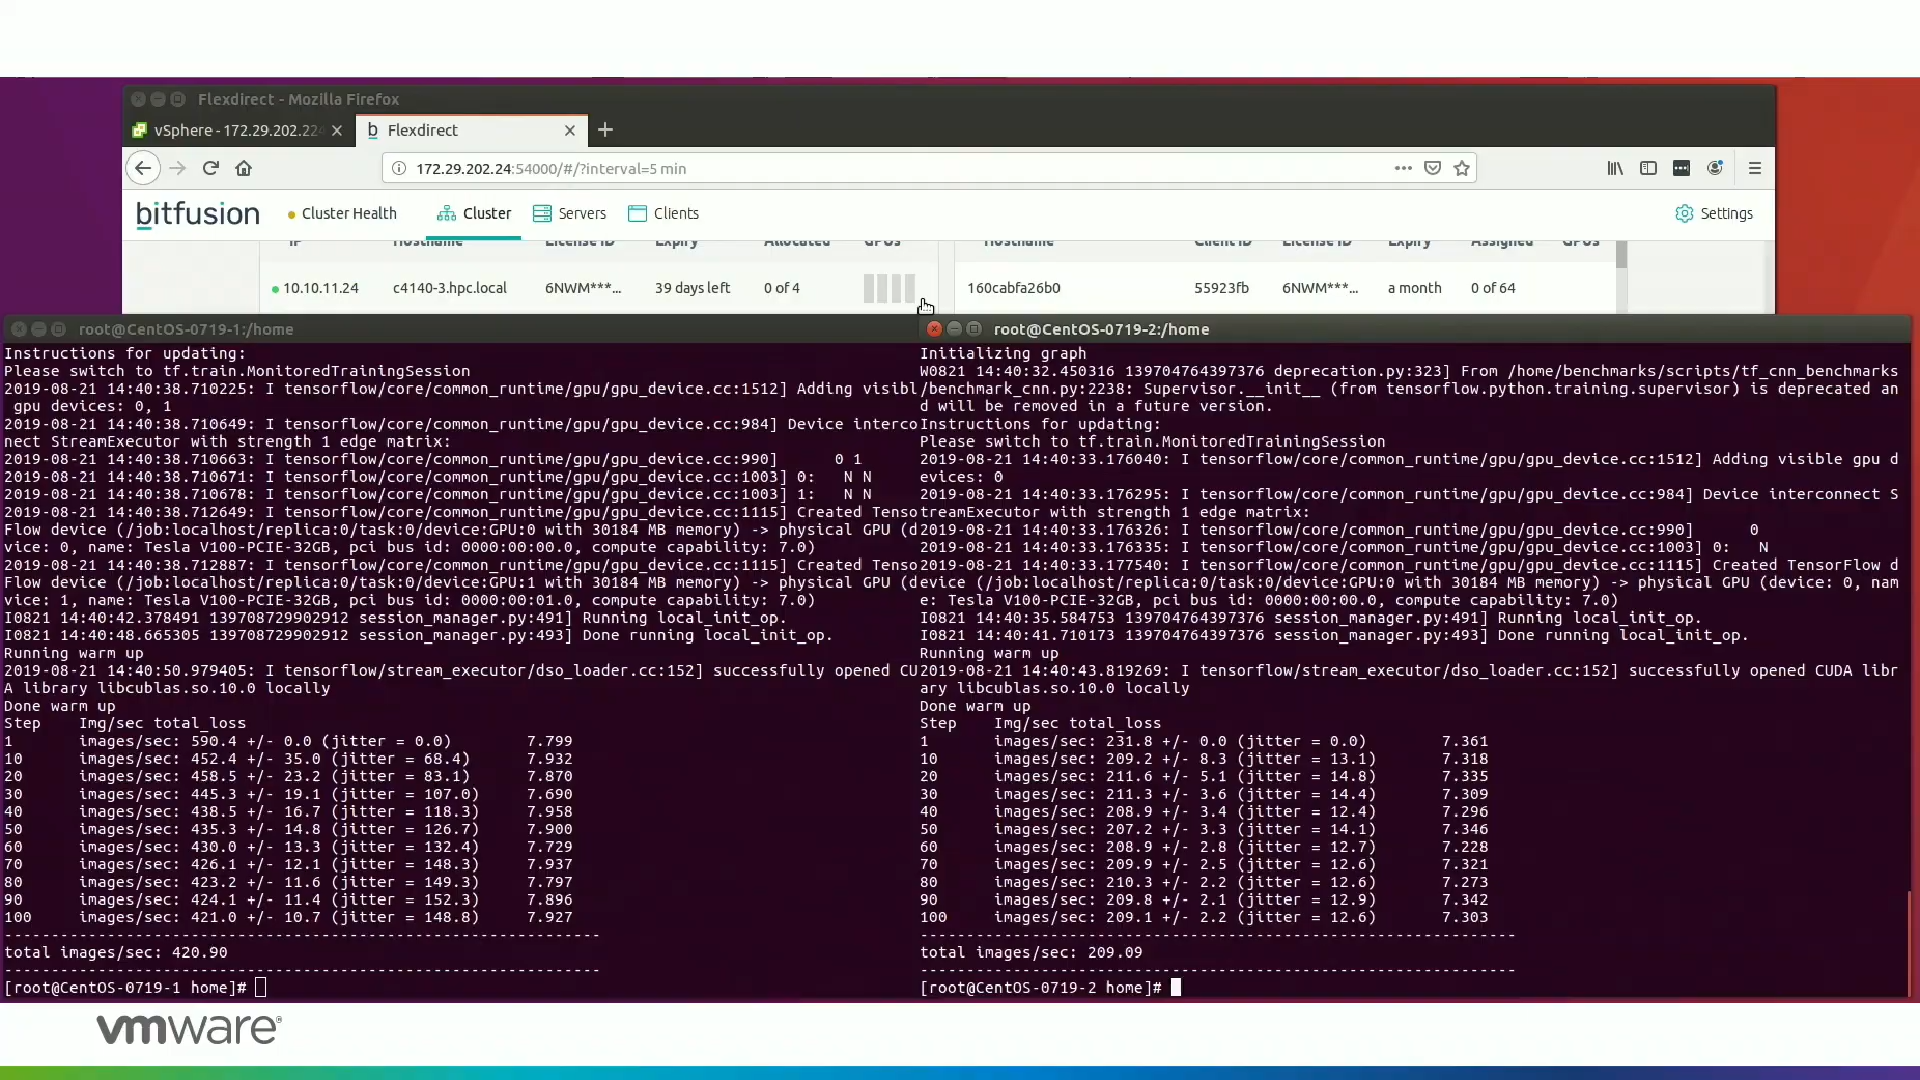 Flexdirect - Mozilla Firefox
vSphere - 172.29.202.224
b Flexdirect
172.29.202.24:54000/#/?interval=5 min
bitfusion Cluster Health Cluster Servers Clients Settings
IP Hostname License ID Expiry Allocated GPUs
Hostname Client ID License ID Expiry Assigned GPUs
10.10.11.24 c4140-3.hpc.local 6NWM***... 39 days left 0 of 4
160cabfa26b0 55923fb 6NWM***... a month 0 of 64
root@CentOS-0719-1:/home
Instructions for updating:
Please switch to tf.train.MonitoredTrainingSession
2019-08-21 14:40:38.710225: I tensorflow/core/common_runtime/gpu/gpu_device.cc:1512] Adding visibl
gpu devices: 0, 1
2019-08-21 14:40:38.710649: I tensorflow/core/common_runtime/gpu/gpu_device.cc:984] Device interco
nect StreamExecutor with strength 1 edge matrix:
2019-08-21 14:40:38.710663: I tensorflow/core/common_runtime/gpu/gpu_device.cc:990] 0 1
2019-08-21 14:40:38.710671: I tensorflow/core/common_runtime/gpu/gpu_device.cc:1003] 0: N N
2019-08-21 14:40:38.710678: I tensorflow/core/common_runtime/gpu/gpu_device.cc:1003] 1: N N
2019-08-21 14:40:38.712649: I tensorflow/core/common_runtime/gpu/gpu_device.cc:1115] Created Tenso
Flow device (/job:localhost/replica:0/task:0/device:GPU:0 with 30184 MB memory) -> physical GPU (d
vice: 0, name: Tesla V100-PCIE-32GB, pci bus id: 0000:00:00.0, compute capability: 7.0)
2019-08-21 14:40:38.712887: I tensorflow/core/common_runtime/gpu/gpu_device.cc:1115] Created Tenso
Flow device (/job:localhost/replica:0/task:0/device:GPU:1 with 30184 MB memory) -> physical GPU (d
vice: 1, name: Tesla V100-PCIE-32GB, pci bus id: 0000:00:01.0, compute capability: 7.0)
I0821 14:40:42.378491 139708729902912 session_manager.py:491] Running local_init_op.
I0821 14:40:48.665305 139708729902912 session_manager.py:493] Done running local_init_op.
Running warm up
2019-08-21 14:40:50.979405: I tensorflow/stream_executor/dso_loader.cc:152] successfully opened CU
A library libcublas.so.10.0 locally
Done warm up
Step Img/sec total_loss
1 images/sec: 590.4 +/- 0.0 (jitter = 0.0) 7.799
10 images/sec: 452.4 +/- 35.0 (jitter = 68.4) 7.932
20 images/sec: 458.5 +/- 23.2 (jitter = 83.1) 7.870
30 images/sec: 445.3 +/- 19.1 (jitter = 107.0) 7.690
40 images/sec: 438.5 +/- 16.7 (jitter = 118.3) 7.958
50 images/sec: 435.3 +/- 14.8 (jitter = 126.7) 7.900
60 images/sec: 430.0 +/- 13.3 (jitter = 132.4) 7.729
70 images/sec: 426.1 +/- 12.1 (jitter = 148.3) 7.937
80 images/sec: 423.2 +/- 11.6 (jitter = 149.3) 7.797
90 images/sec: 424.1 +/- 11.4 (jitter = 152.3) 7.896
100 images/sec: 421.0 +/- 10.7 (jitter = 148.8) 7.927
----------------------------------------------------------------
total images/sec: 420.90
----------------------------------------------------------------
[root@CentOS-0719-1 home]#
root@CentOS-0719-2:/home
Initializing graph
W0821 14:40:32.450316 139704764397376 deprecation.py:323] From /home/benchmarks/scripts/tf_cnn_benchmarks
/benchmark_cnn.py:2238: Supervisor.__init__ (from tensorflow.python.training.supervisor) is deprecated an
d will be removed in a future version.
Instructions for updating:
Please switch to tf.train.MonitoredTrainingSession
2019-08-21 14:40:33.176040: I tensorflow/core/common_runtime/gpu/gpu_device.cc:1512] Adding visible gpu d
evices: 0
2019-08-21 14:40:33.176295: I tensorflow/core/common_runtime/gpu/gpu_device.cc:984] Device interconnect S
treamExecutor with strength 1 edge matrix:
2019-08-21 14:40:33.176326: I tensorflow/core/common_runtime/gpu/gpu_device.cc:990] 0
2019-08-21 14:40:33.176335: I tensorflow/core/common_runtime/gpu/gpu_device.cc:1003] 0: N
2019-08-21 14:40:33.177540: I tensorflow/core/common_runtime/gpu/gpu_device.cc:1115] Created TensorFlow d
evice (/job:localhost/replica:0/task:0/device:GPU:0 with 30184 MB memory) -> physical GPU (device: 0, nam
e: Tesla V100-PCIE-32GB, pci bus id: 0000:00:00.0, compute capability: 7.0)
I0821 14:40:35.584753 139704764397376 session_manager.py:491] Running local_init_op.
I0821 14:40:41.710173 139704764397376 session_manager.py:493] Done running local_init_op.
Running warm up
2019-08-21 14:40:43.819269: I tensorflow/stream_executor/dso_loader.cc:152] successfully opened CUDA libr
ary libcublas.so.10.0 locally
Done warm up
Step Img/sec total_loss
1 images/sec: 231.8 +/- 0.0 (jitter = 0.0) 7.361
10 images/sec: 209.2 +/- 8.3 (jitter = 13.1) 7.318
20 images/sec: 211.6 +/- 5.1 (jitter = 14.8) 7.335
30 images/sec: 211.3 +/- 3.6 (jitter = 14.4) 7.309
40 images/sec: 208.9 +/- 3.4 (jitter = 12.4) 7.296
50 images/sec: 207.2 +/- 3.3 (jitter = 14.1) 7.346
60 images/sec: 208.9 +/- 2.8 (jitter = 12.7) 7.228
70 images/sec: 209.9 +/- 2.5 (jitter = 12.6) 7.321
80 images/sec: 210.3 +/- 2.2 (jitter = 12.6) 7.273
90 images/sec: 209.8 +/- 2.1 (jitter = 12.9) 7.342
100 images/sec: 209.1 +/- 2.2 (jitter = 12.6) 7.303
----------------------------------------------------------------
total images/sec: 209.09
----------------------------------------------------------------
[root@CentOS-0719-2 home]#
vmware